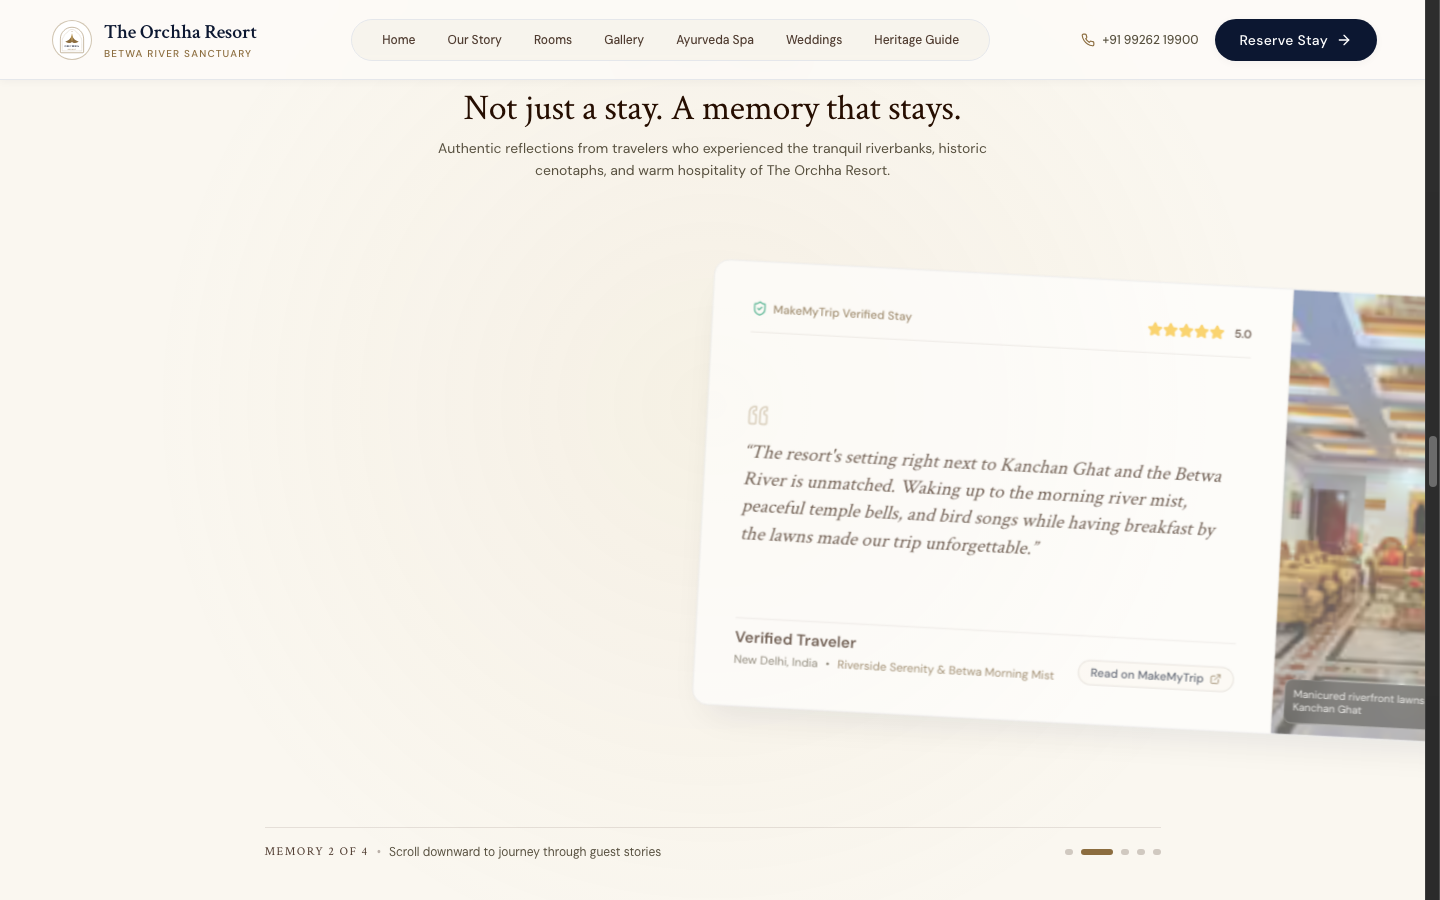 The Orchha Resort
BETWA RIVER SANCTUARY
Home
Our Story
Rooms
Gallery
Ayurveda Spa
Weddings
Heritage Guide
+91 99262 19900
Reserve Stay
Not just a stay. A memory that stays.
Authentic reflections from travelers who experienced the tranquil riverbanks, historic
cenotaphs, and warm hospitality of The Orchha Resort.
MakeMyTrip Verified Stay
5.0
“The resort's setting right next to Kanchan Ghat and the Betwa
River is unmatched. Waking up to the morning river mist,
peaceful temple bells, and bird songs while having breakfast by
the lawns made our trip unforgettable.”
Verified Traveler
New Delhi, India • Riverside Serenity & Betwa Morning Mist
Read on MakeMyTrip
Manicured riverfront lawns
Kanchan Ghat
MEMORY 2 OF 4 • Scroll downward to journey through guest stories